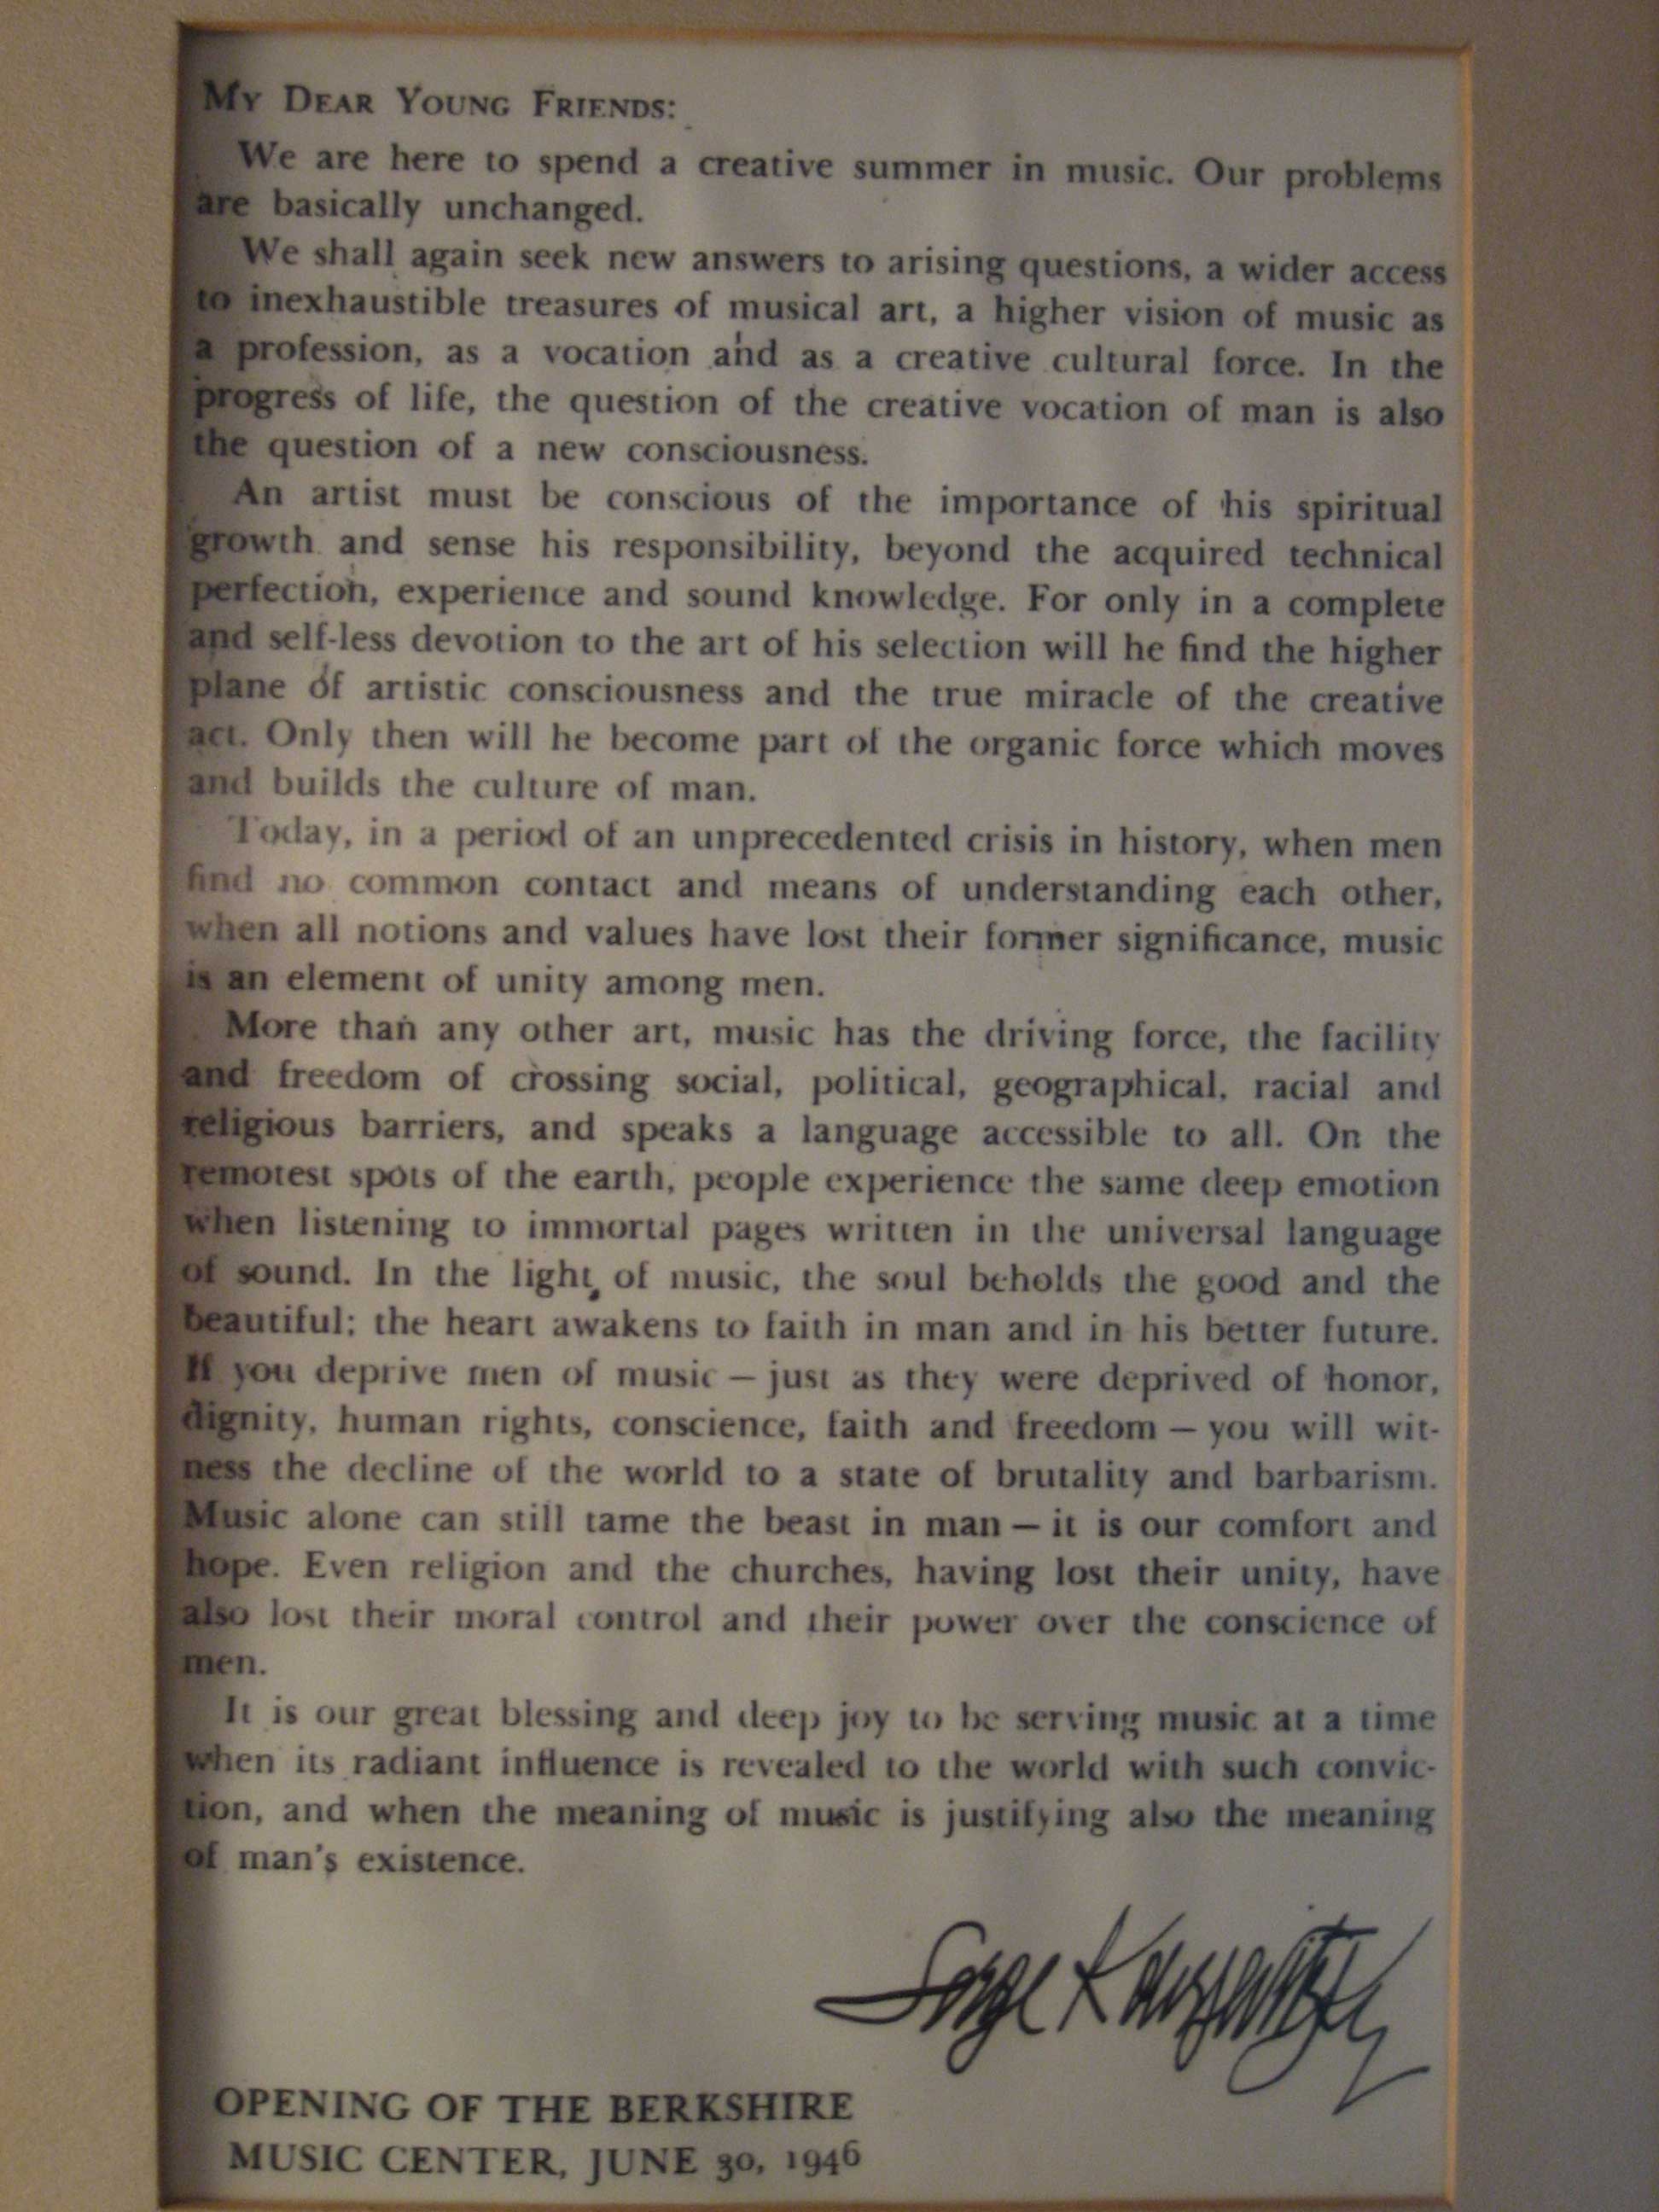 MY DEAR YOUNG FRIENDS:
We are here to spend a creative summer in music. Our problems
are basically unchanged.
We shall again seek new answers to arising questions, a wider access
to inexhaustible treasures of musical art, a higher vision of music as
a profession, as a vocation and as a creative cultural force. In the
progress of life, the question of the creative vocation of man is also
the question of a new consciousness.
An artist must be conscious of the importance of his spiritual
growth and sense his responsibility, beyond the acquired technical
perfection, experience and sound knowledge. For only in a complete
and self-less devotion to the art of his selection will he find the higher
plane of artistic consciousness and the true miracle of the creative
act. Only then will he become part of the organic force which moves
and builds the culture of man.
Today, in a period of an unprecedented crisis in history, when men
find no common contact and means of understanding each other,
when all notions and values have lost their former significance, music
is an element of unity among men.
More than any other art, music has the driving force, the facility
and freedom of crossing social, political, geographical, racial and
religious barriers, and speaks a language accessible to all. On the
remotest spots of the earth, people experience the same deep emotion
when listening to immortal pages written in the universal language
of sound. In the light of music, the soul beholds the good and the
beautiful; the heart awakens to faith in man and in his better future.
If you deprive men of music — just as they were deprived of honor,
dignity, human rights, conscience, faith and freedom — you will wit-
ness the decline of the world to a state of brutality and barbarism.
Music alone can still tame the beast in man — it is our comfort and
hope. Even religion and the churches, having lost their unity, have
also lost their moral control and their power over the conscience of
men.
It is our great blessing and deep joy to be serving music at a time
when its radiant influence is revealed to the world with such convic-
tion, and when the meaning of music is justifying also the meaning
of man's existence.
Serge Koussevitzky
OPENING OF THE BERKSHIRE
MUSIC CENTER, JUNE 30, 1946